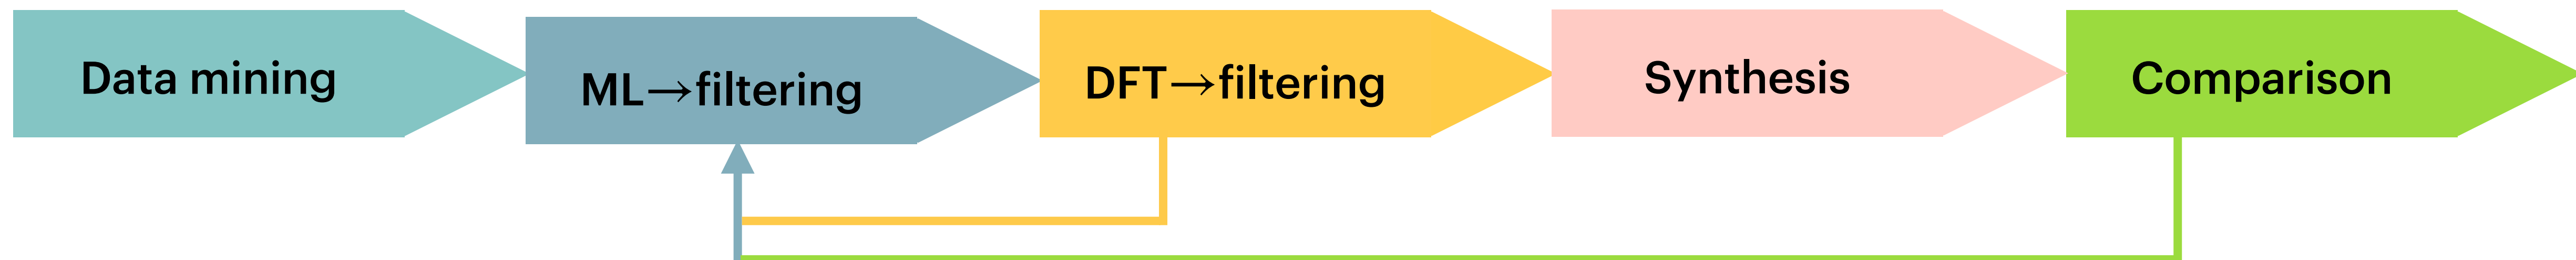 Data mining
ML→filtering
DFT→filtering
Synthesis
Comparison